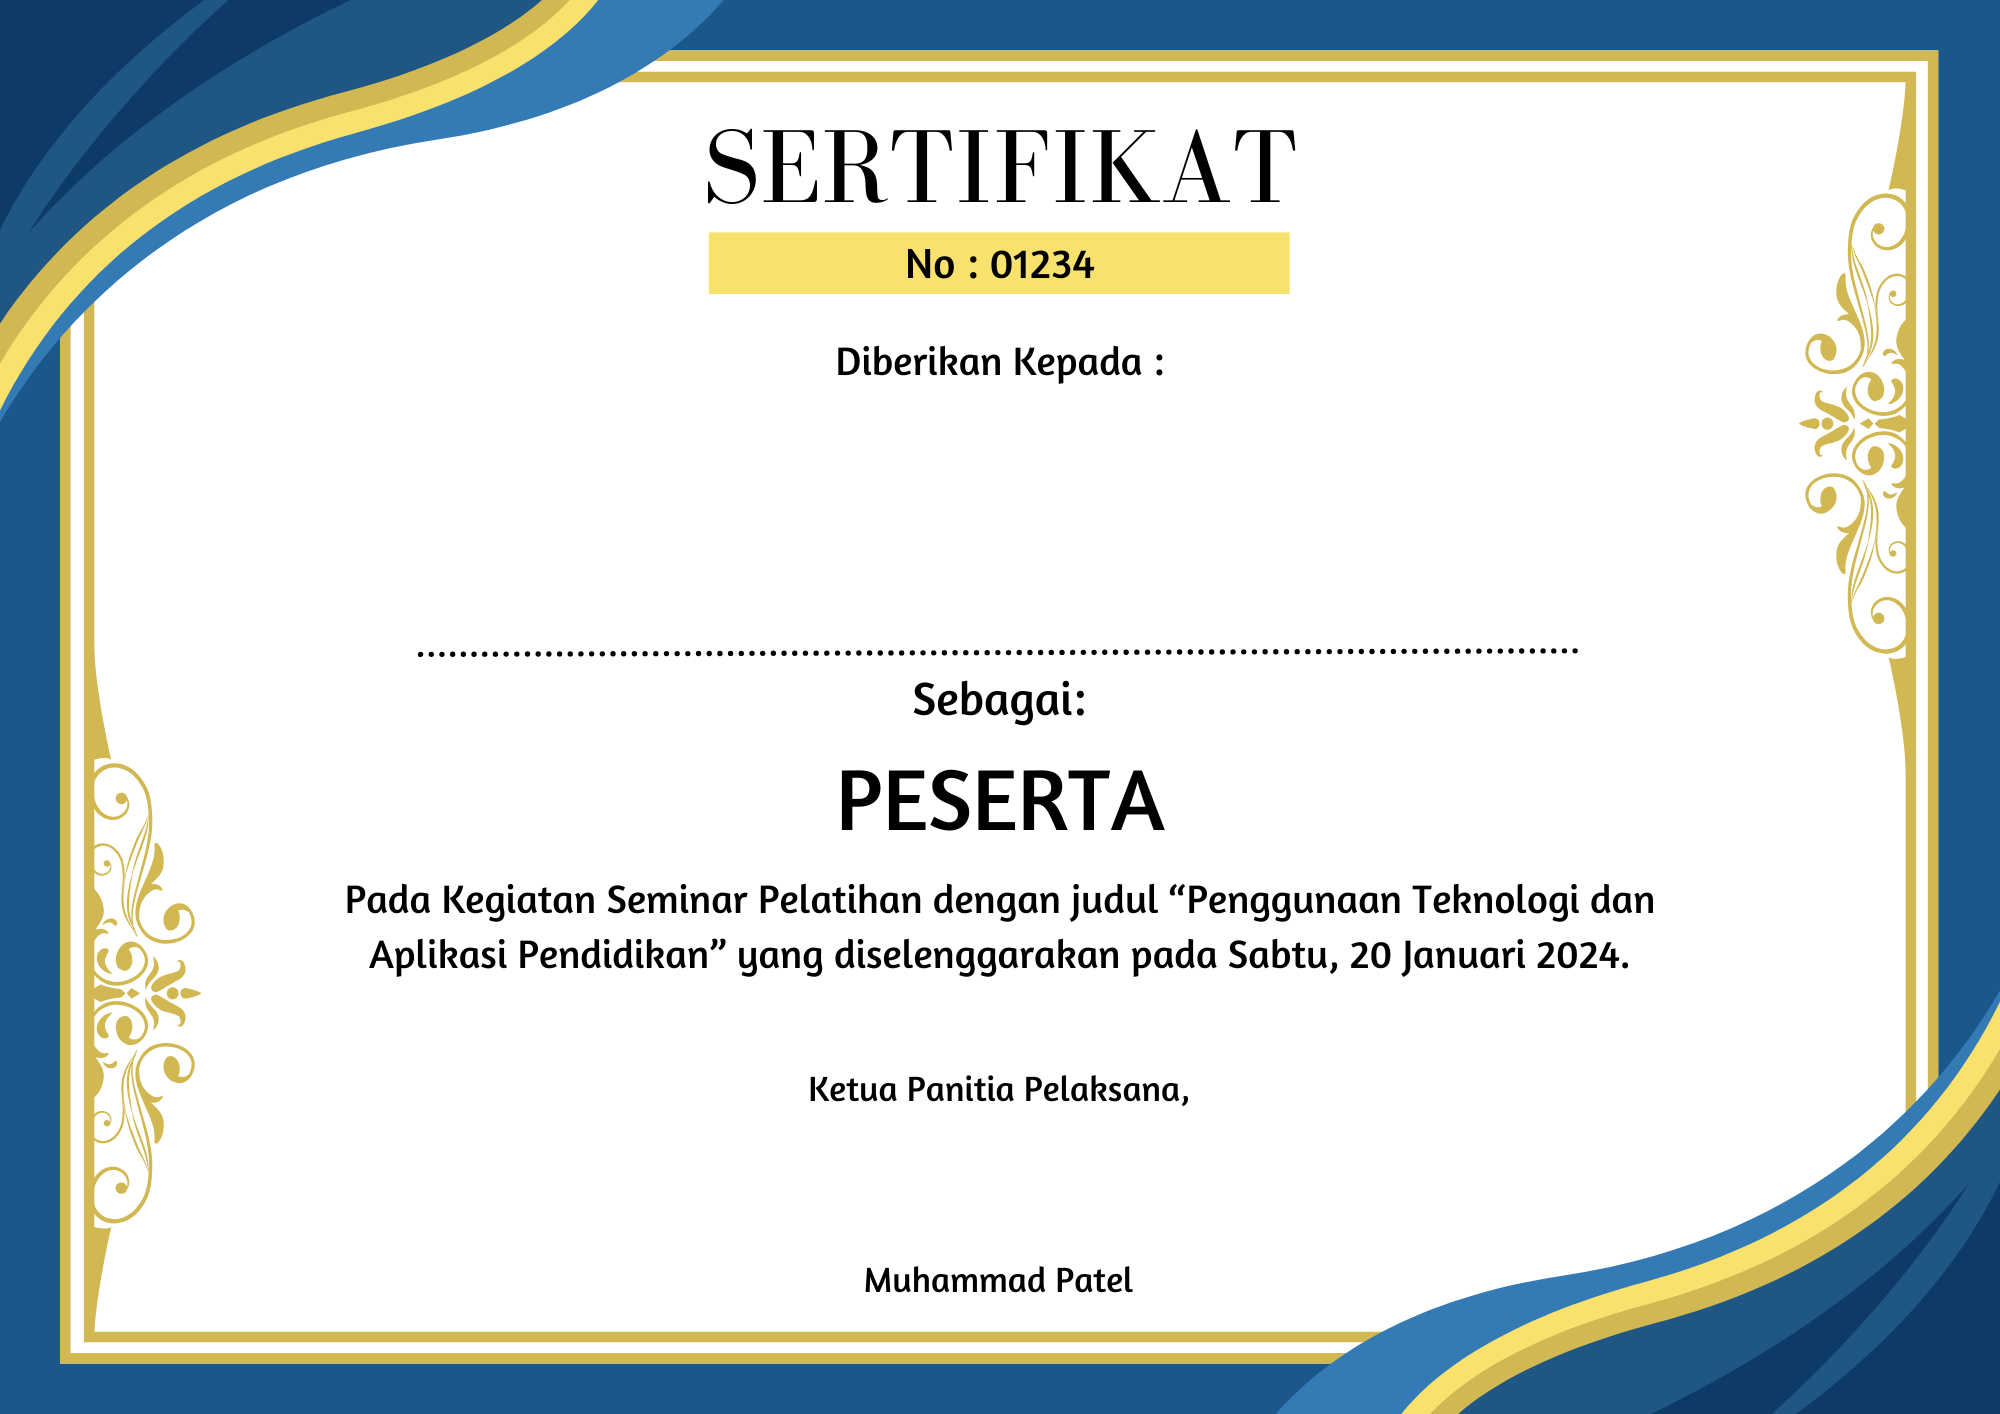 SERTIFIKAT
No : 01234
Diberikan Kepada :
........................................................................................................
Sebagai:
PESERTA
Pada Kegiatan Seminar Pelatihan dengan judul “Penggunaan Teknologi dan
Aplikasi Pendidikan” yang diselenggarakan pada Sabtu, 20 Januari 2024.
Ketua Panitia Pelaksana,
Muhammad Patel